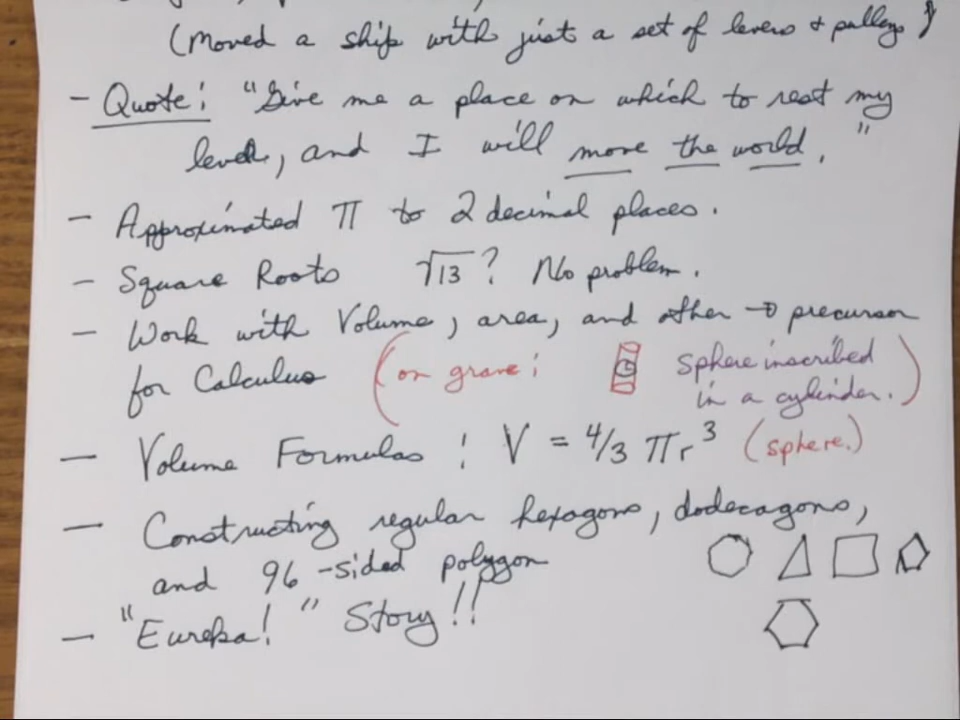 (Moved a ship with just a set of levers + pulleys)
- Quote: "Give me a place on which to rest my
lever, and I will move the world."
- Approximated π to 2 decimal places.
- Square Roots √13? No problem.
- Work with Volume, area, and other → precursor
for Calculus (on grave: sphere inscribed
in a cylinder.)
- Volume Formulas: V = 4/3 πr³ (sphere.)
- Constructing regular hexagons, dodecagons,
and 96-sided polygon
- "Eureka!" Story!!